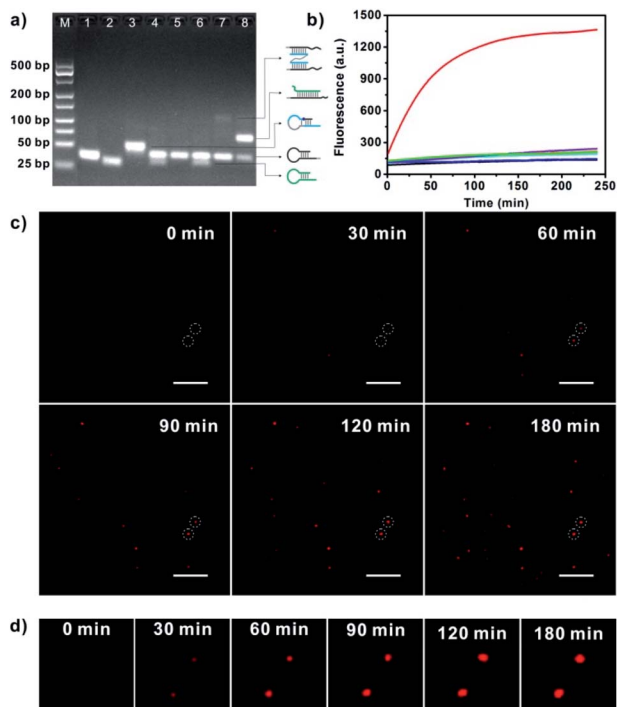 a)
M 1 2 3 4 5 6 7 8
500 bp
200 bp
100 bp
50 bp
25 bp
b)
Fluorescence (a.u.)
1500
1200
900
600
300
0
0 50 100 150 200 250
Time (min)
c)
0 min 30 min 60 min
90 min 120 min 180 min
d)
0 min 30 min 60 min 90 min 120 min 180 min